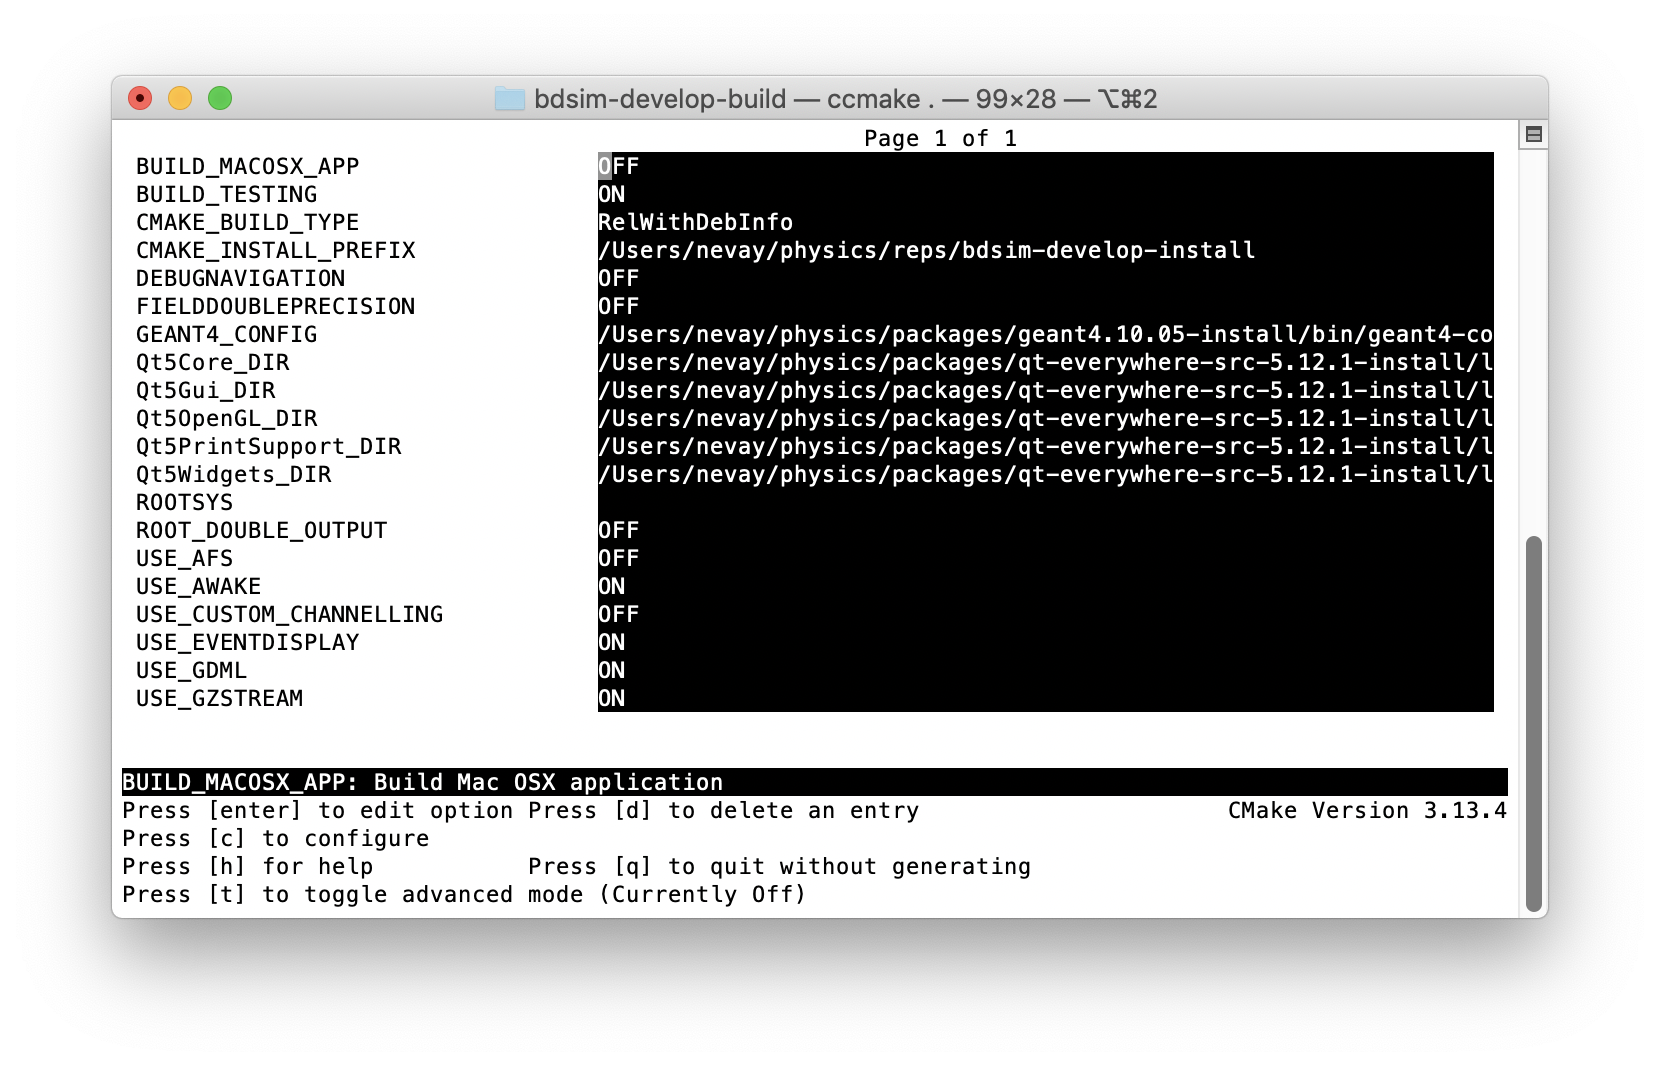 bdsim-develop-build — ccmake . — 99×28 — ⌥⌘2
Page 1 of 1
BUILD_MACOSX_APP OFF
BUILD_TESTING ON
CMAKE_BUILD_TYPE RelWithDebInfo
CMAKE_INSTALL_PREFIX /Users/nevay/physics/reps/bdsim-develop-install
DEBUGNAVIGATION OFF
FIELDDOUBLEPRECISION OFF
GEANT4_CONFIG /Users/nevay/physics/packages/geant4.10.05-install/bin/geant4-co
Qt5Core_DIR /Users/nevay/physics/packages/qt-everywhere-src-5.12.1-install/l
Qt5Gui_DIR /Users/nevay/physics/packages/qt-everywhere-src-5.12.1-install/l
Qt5OpenGL_DIR /Users/nevay/physics/packages/qt-everywhere-src-5.12.1-install/l
Qt5PrintSupport_DIR /Users/nevay/physics/packages/qt-everywhere-src-5.12.1-install/l
Qt5Widgets_DIR /Users/nevay/physics/packages/qt-everywhere-src-5.12.1-install/l
ROOTSYS
ROOT_DOUBLE_OUTPUT OFF
USE_AFS OFF
USE_AWAKE ON
USE_CUSTOM_CHANNELLING OFF
USE_EVENTDISPLAY ON
USE_GDML ON
USE_GZSTREAM ON
BUILD_MACOSX_APP: Build Mac OSX application
Press [enter] to edit option Press [d] to delete an entry CMake Version 3.13.4
Press [c] to configure
Press [h] for help Press [q] to quit without generating
Press [t] to toggle advanced mode (Currently Off)